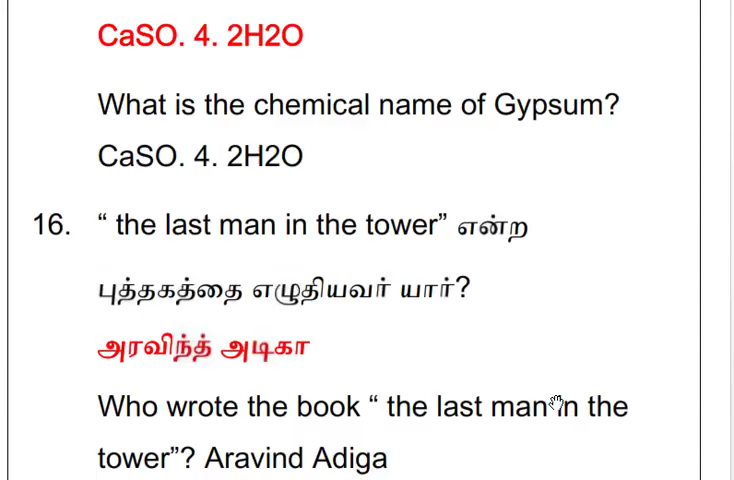 CaSO. 4. 2H2O
What is the chemical name of Gypsum?
CaSO. 4. 2H2O
16. “ the last man in the tower” என்ற
புத்தகத்தை எழுதியவர் யார்?
அரவிந்த் அடிகா
Who wrote the book “ the last man in the
tower”? Aravind Adiga